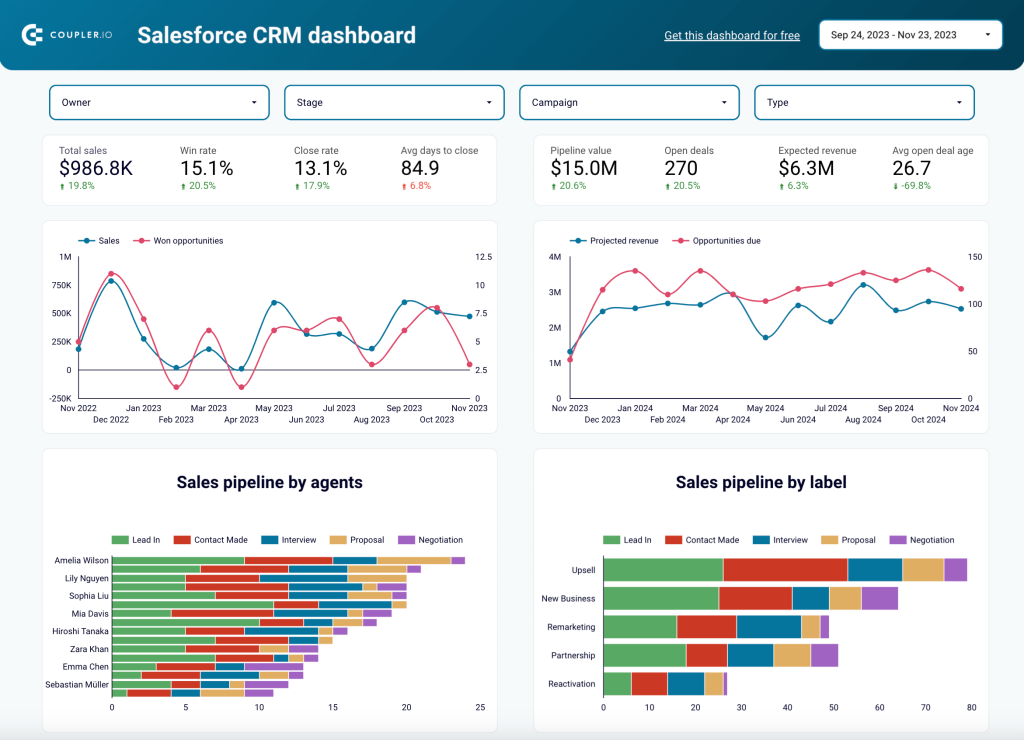 COUPLER.IO Salesforce CRM dashboard Get this dashboard for free Sep 24, 2023 - Nov 23, 2023
Owner Stage Campaign Type
Total sales Win rate Close rate Avg days to close
$986.8K 15.1% 13.1% 84.9
19.8% 20.5% 17.9% 6.8%
Pipeline value Open deals Expected revenue Avg open deal age
$15.0M 270 $6.3M 26.7
20.6% 20.5% 6.3% -69.8%
Sales Won opportunities
1M 12.5
750K 10
500K 7.5
250K 5
0 2.5
-250K 0
Nov 2022 Jan 2023 Mar 2023 May 2023 Jul 2023 Sep 2023 Nov 2023
Dec 2022 Feb 2023 Apr 2023 Jun 2023 Aug 2023 Oct 2023
Projected revenue Opportunities due
4M 150
3M 100
2M
1M 50
0 0
Nov 2023 Jan 2024 Mar 2024 May 2024 Jul 2024 Sep 2024 Nov 2024
Dec 2023 Feb 2024 Apr 2024 Jun 2024 Aug 2024 Oct 2024
Sales pipeline by agents
Lead In Contact Made Interview Proposal Negotiation
Amelia Wilson
Lily Nguyen
Sophia Liu
Mia Davis
Hiroshi Tanaka
Zara Khan
Emma Chen
Sebastian Müller
0 5 10 15 20 25
Sales pipeline by label
Lead In Contact Made Interview Proposal Negotiation
Upsell
New Business
Remarketing
Partnership
Reactivation
0 10 20 30 40 50 60 70 80